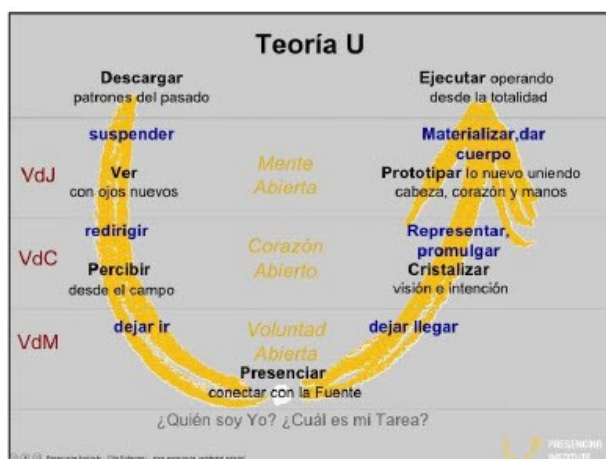 Teoría U
Descargar
patrones del pasado
Ejecutar operando
desde la totalidad
suspender
Materializar,dar
cuerpo
VdJ
Ver
con ojos nuevos
Mente
Abierta
Prototipar lo nuevo uniendo
cabeza, corazón y manos
redirigir
Representar,
promulgar
VdC
Percibir
desde el campo
Corazón
Abierto
Cristalizar
visión e intención
dejar ir
Voluntad
Abierta
dejar llegar
VdM
Presenciar
conectar con la Fuente
¿Quién soy Yo? ¿Cuál es mi Tarea?
PRESENCING
INSTITUTE